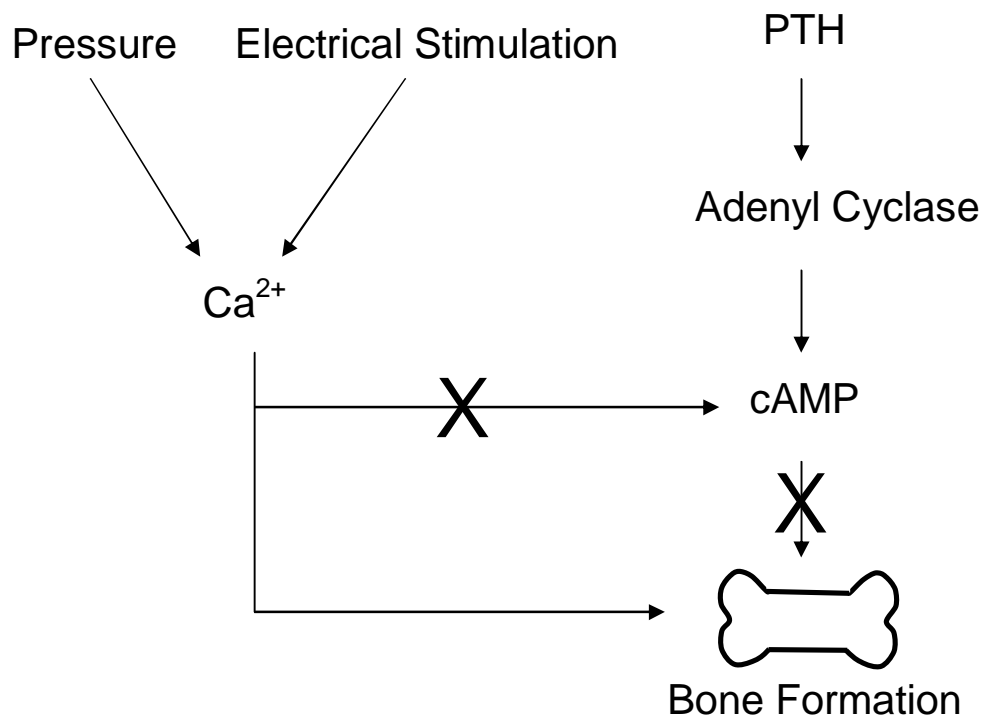 Pressure
Electrical Stimulation
PTH
Adenyl Cyclase
Ca²⁺
X
cAMP
X
Bone Formation